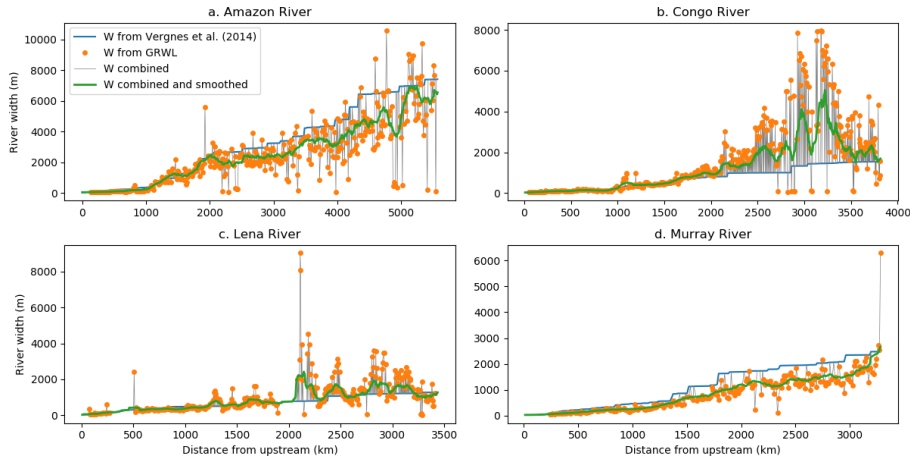 a. Amazon River
b. Congo River
River width (m)
10000
8000
6000
4000
2000
0
W from Vergnes et al. (2014)
W from GRWL
W combined
W combined and smoothed
0 1000 2000 3000 4000 5000
8000
6000
4000
2000
0
0 500 1000 1500 2000 2500 3000 3500 4000
c. Lena River
d. Murray River
River width (m)
8000
6000
4000
2000
0
0 500 1000 1500 2000 2500 3000 3500
Distance from upstream (km)
6000
5000
4000
3000
2000
1000
0
0 500 1000 1500 2000 2500 3000
Distance from upstream (km)